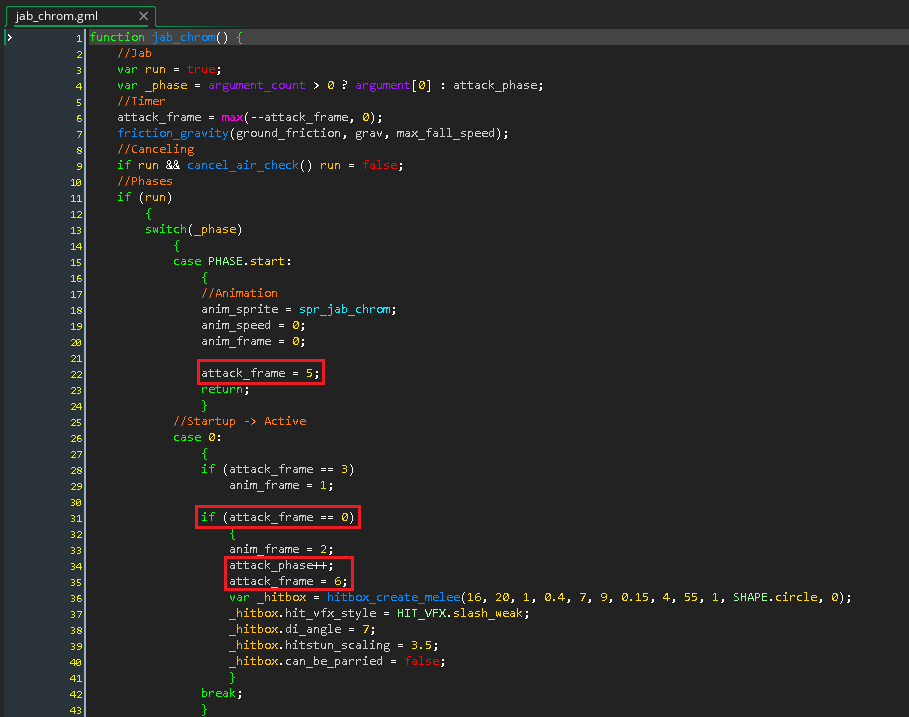 jab_chrom.gml
1 function jab_chrom() {
2 //Jab
3 var run = true;
4 var _phase = argument_count > 0 ? argument[0] : attack_phase;
5 //Timer
6 attack_frame = max(--attack_frame, 0);
7 friction_gravity(ground_friction, grav, max_fall_speed);
8 //Canceling
9 if run && cancel_air_check() run = false;
10 //Phases
11 if (run)
12 {
13 switch(_phase)
14 {
15 case PHASE.start:
16 {
17 //Animation
18 anim_sprite = spr_jab_chrom;
19 anim_speed = 0;
20 anim_frame = 0;
21
22 attack_frame = 5;
23 return;
24 }
25 //Startup -> Active
26 case 0:
27 {
28 if (attack_frame == 3)
29 anim_frame = 1;
30
31 if (attack_frame == 0)
32 {
33 anim_frame = 2;
34 attack_phase++;
35 attack_frame = 6;
36 var _hitbox = hitbox_create_melee(16, 20, 1, 0.4, 7, 9, 0.15, 4, 55, 1, SHAPE.circle, 0);
37 _hitbox.hit_vfx_style = HIT_VFX.slash_weak;
38 _hitbox.di_angle = 7;
39 _hitbox.hitstun_scaling = 3.5;
40 _hitbox.can_be_parried = false;
41 }
42 break;
43 }